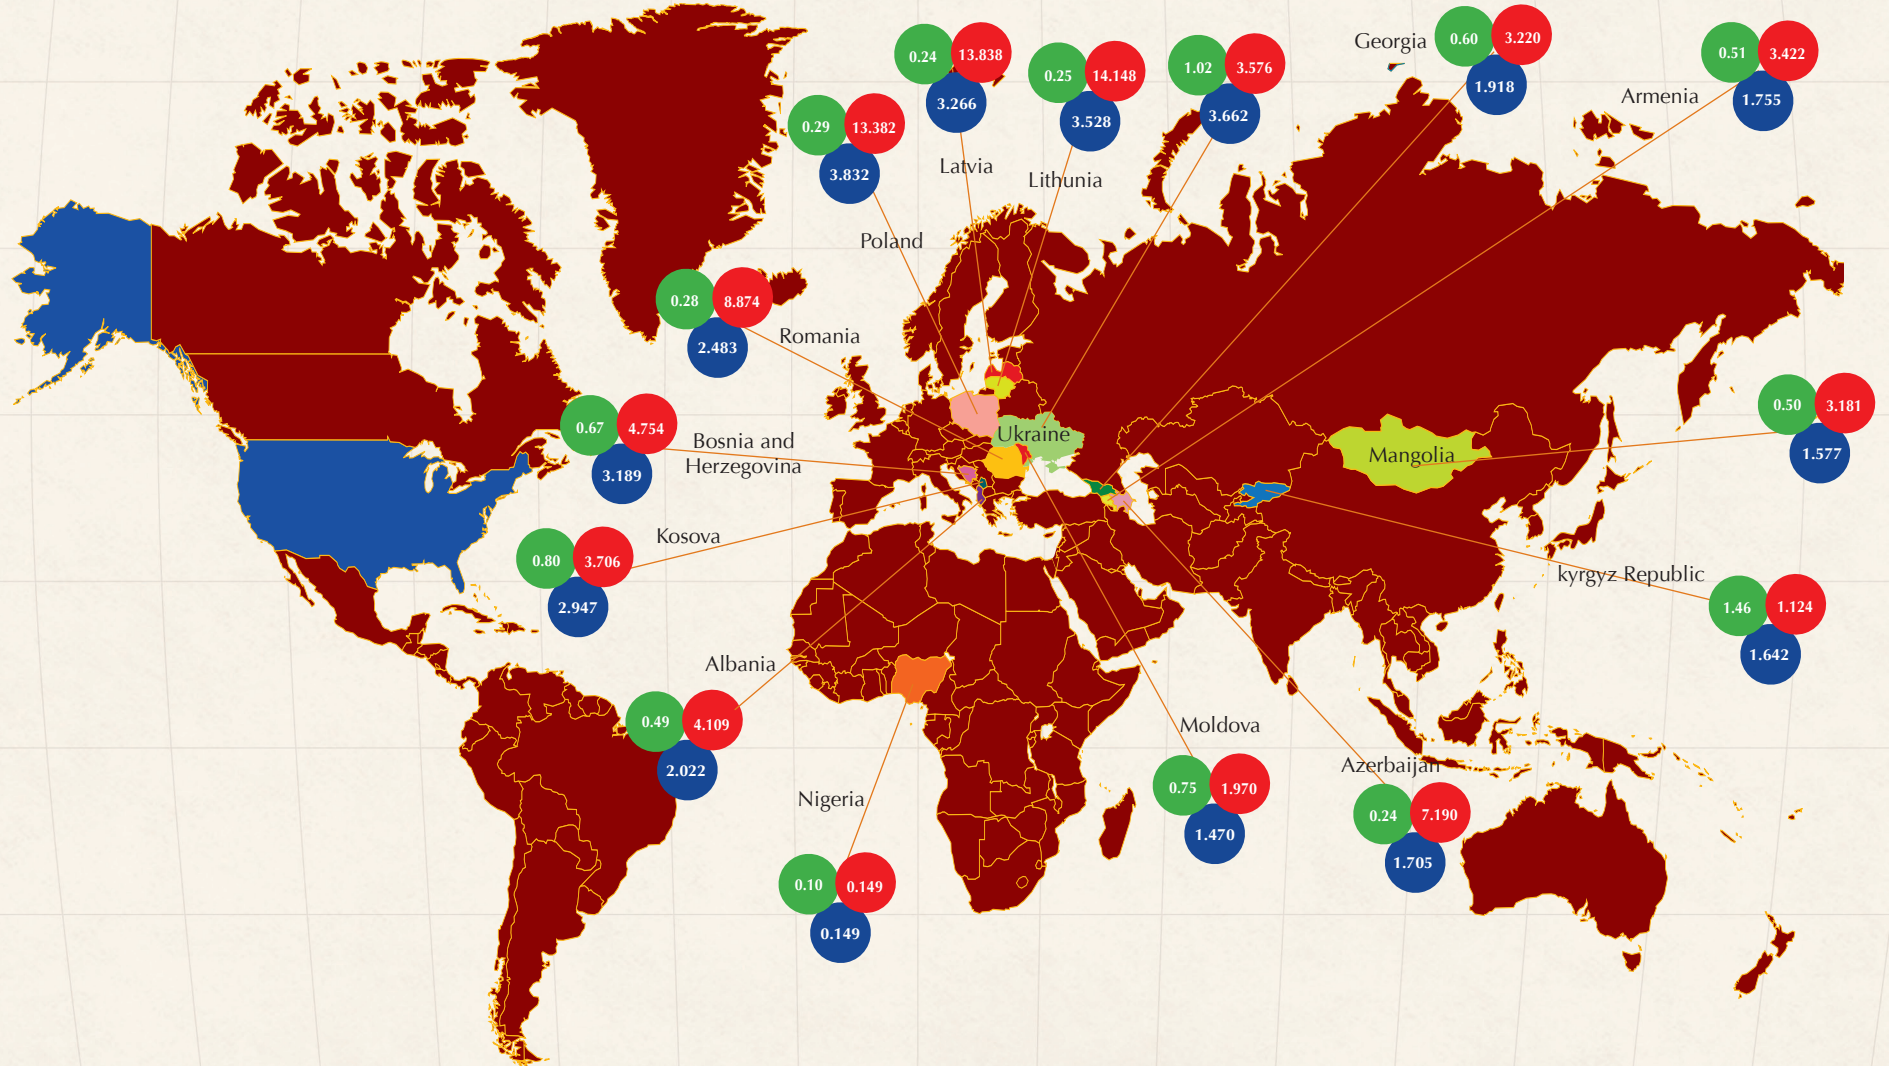 0.24 13.838
3.266
Latvia
0.25 14.148
3.528
Lithunia
1.02 3.576
3.662
Ukraine
Georgia
0.60 3.220
1.918
0.51 3.422
1.755
Armenia
0.29 13.382
3.832
Poland
0.28 8.874
2.483
Romania
0.67 4.754
3.189
Bosnia and
Herzegovina
0.50 3.181
1.577
Mangolia
Kosova
0.80 3.706
2.947
kyrgyz Republic
1.46 1.124
1.642
Albania
0.49 4.109
2.022
Moldova
0.75 1.970
1.470
Azerbaijan
0.24 7.190
1.705
Nigeria
0.10 0.149
0.149